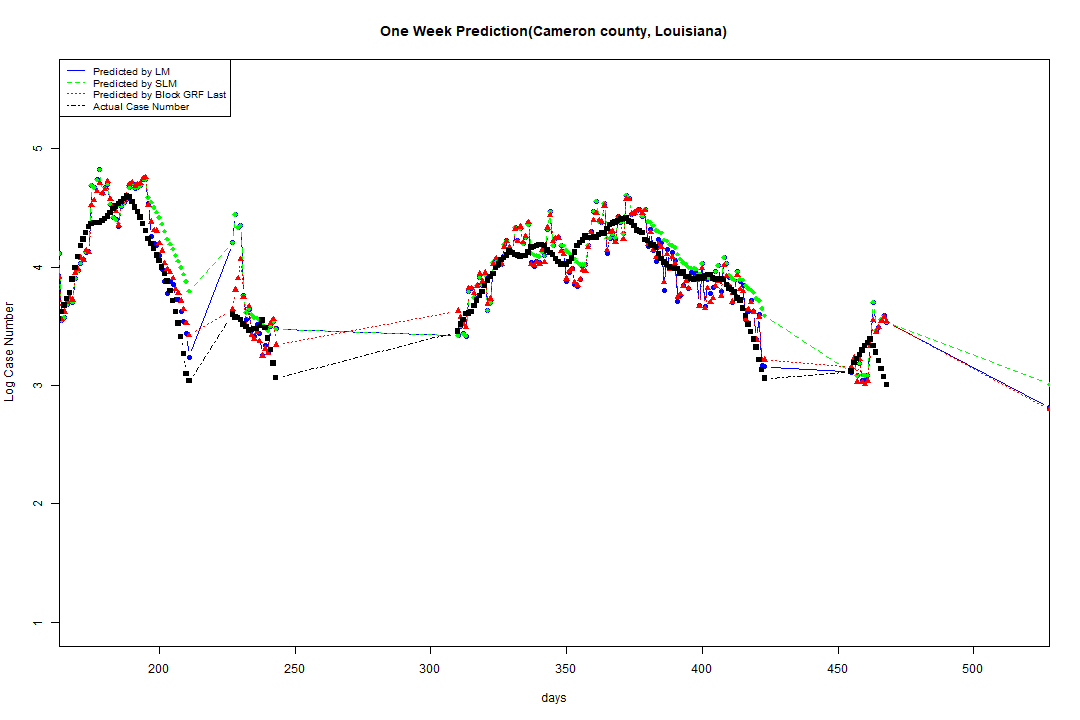 One Week Prediction(Cameron county, Louisiana)
Predicted by LM
Predicted by SLM
Predicted by Block GRF Last
Actual Case Number
5
4
3
2
1
Log Case Number
200 250 300 350 400 450 500
days